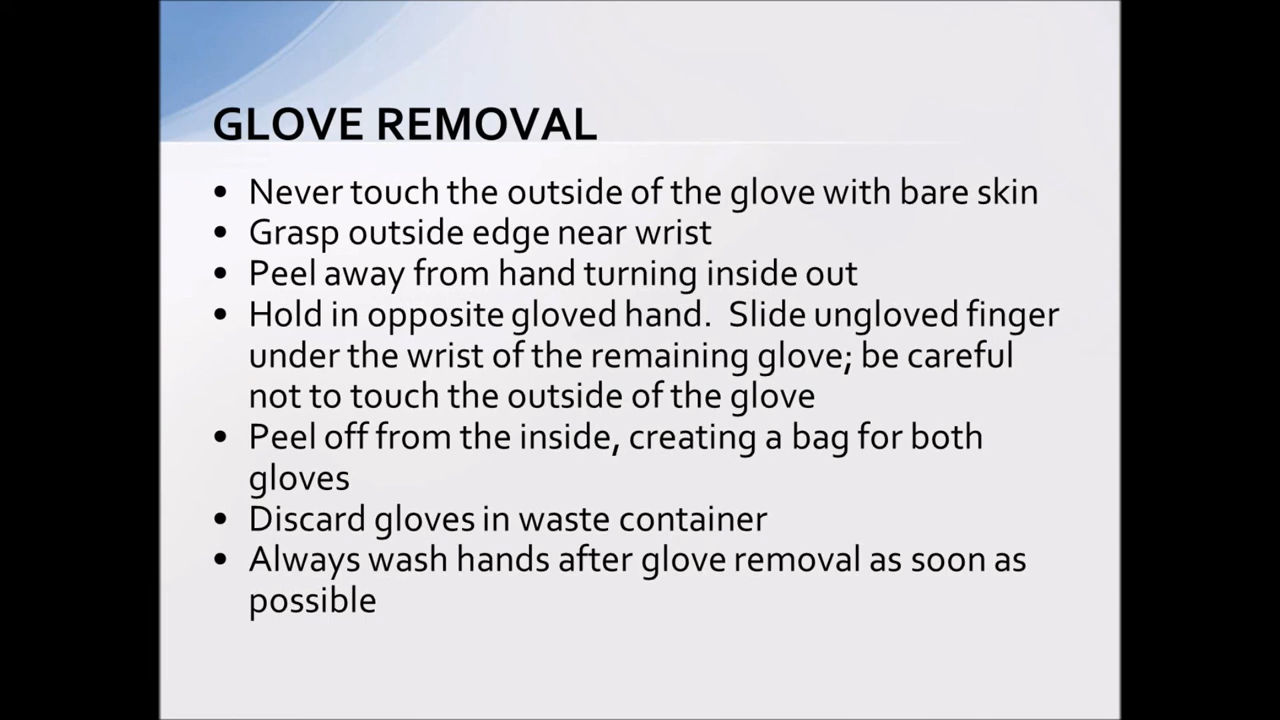 GLOVE REMOVAL
• Never touch the outside of the glove with bare skin
• Grasp outside edge near wrist
• Peel away from hand turning inside out
• Hold in opposite gloved hand.  Slide ungloved finger
under the wrist of the remaining glove; be careful
not to touch the outside of the glove
• Peel off from the inside, creating a bag for both
gloves
• Discard gloves in waste container
• Always wash hands after glove removal as soon as
possible